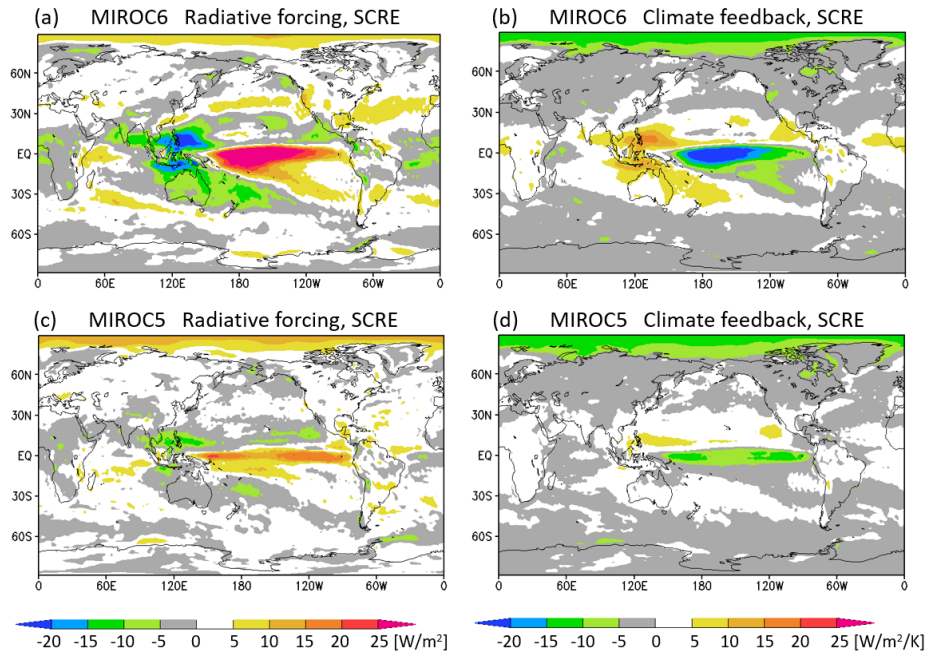 (a) MIROC6 Radiative forcing, SCRE
(b) MIROC6 Climate feedback, SCRE
60N
30N
EQ
30S
60S
0 60E 120E 180 120W 60W 0
60N
30N
EQ
30S
60S
0 60E 120E 180 120W 60W 0
(c) MIROC5 Radiative forcing, SCRE
(d) MIROC5 Climate feedback, SCRE
60N
30N
EQ
30S
60S
0 60E 120E 180 120W 60W 0
60N
30N
EQ
30S
60S
0 60E 120E 180 120W 60W 0
-20 -15 -10 -5 0 5 10 15 20 25 [W/m²]
-20 -15 -10 -5 0 5 10 15 20 25 [W/m²/K]